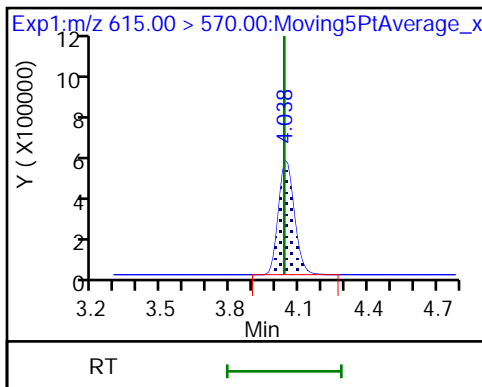 Exp1:m/z 615.00 > 570.00:Moving5PtAverage_x
12
10
8
6
4
2
0
Y ( X100000)
4.038
3.2 3.5 3.8 4.1 4.4 4.7
Min
RT